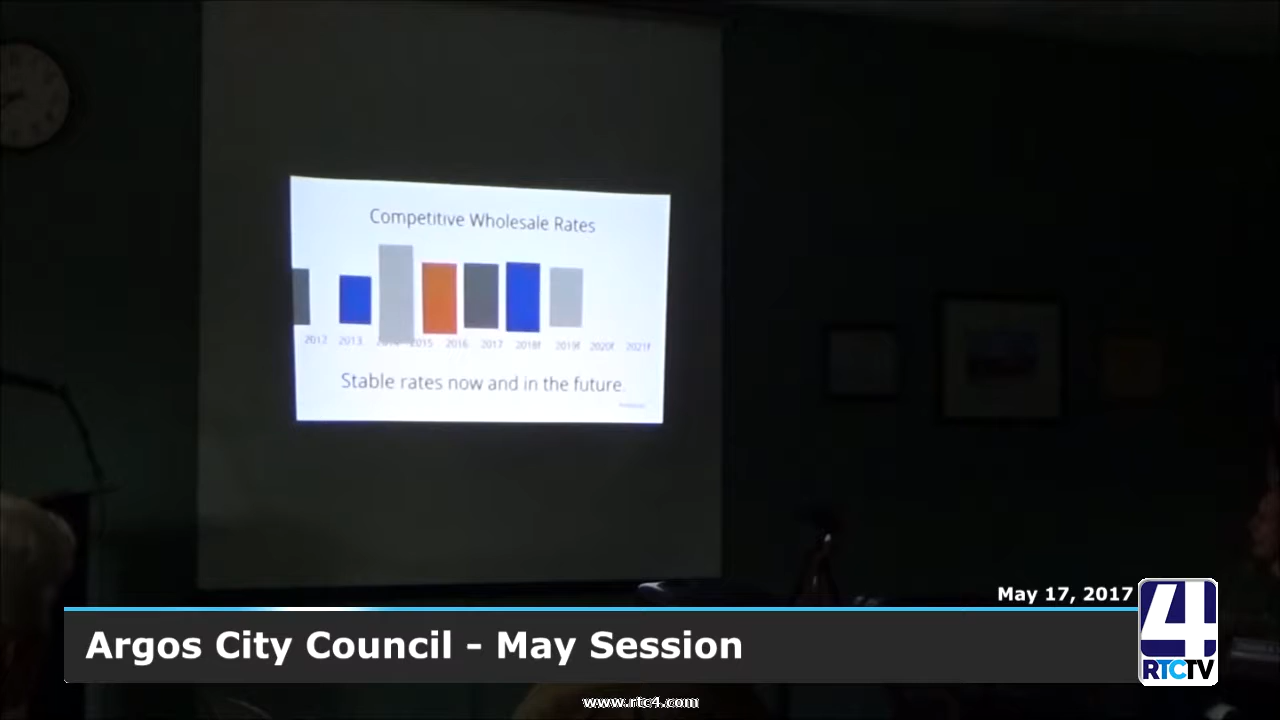 Competitive Wholesale Rates
2012 2013 2015 2016 2017 2018f 2019f 2020f 2021f
Stable rates now and in the future.
May 17, 2017
Argos City Council - May Session
4
RTCTV
www.rtc4.com